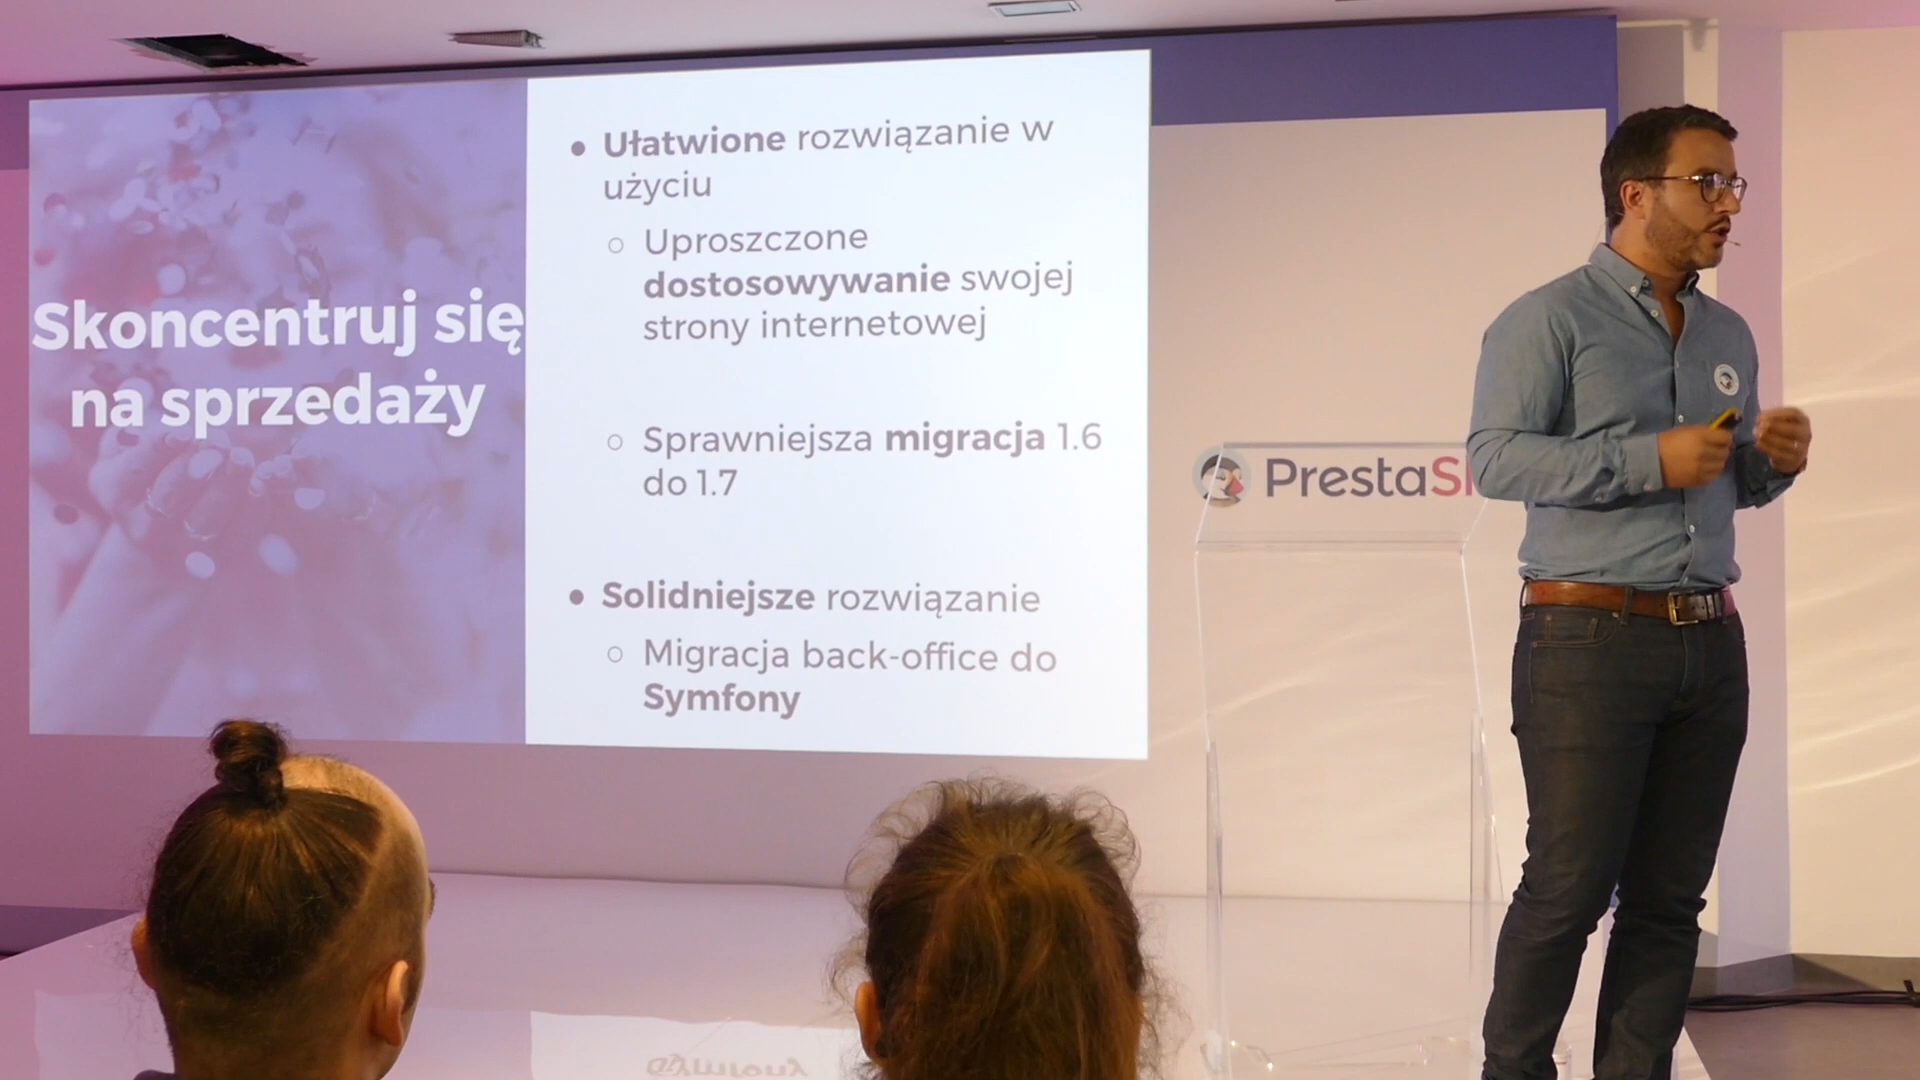 Skoncentruj się
na sprzedaży
● Ułatwione rozwiązanie w
użyciu
○ Uproszczone
dostosowywanie swojej
strony internetowej
○ Sprawniejsza migracja 1.6
do 1.7
● Solidniejsze rozwiązanie
○ Migracja back-office do
Symfony
PrestaSh